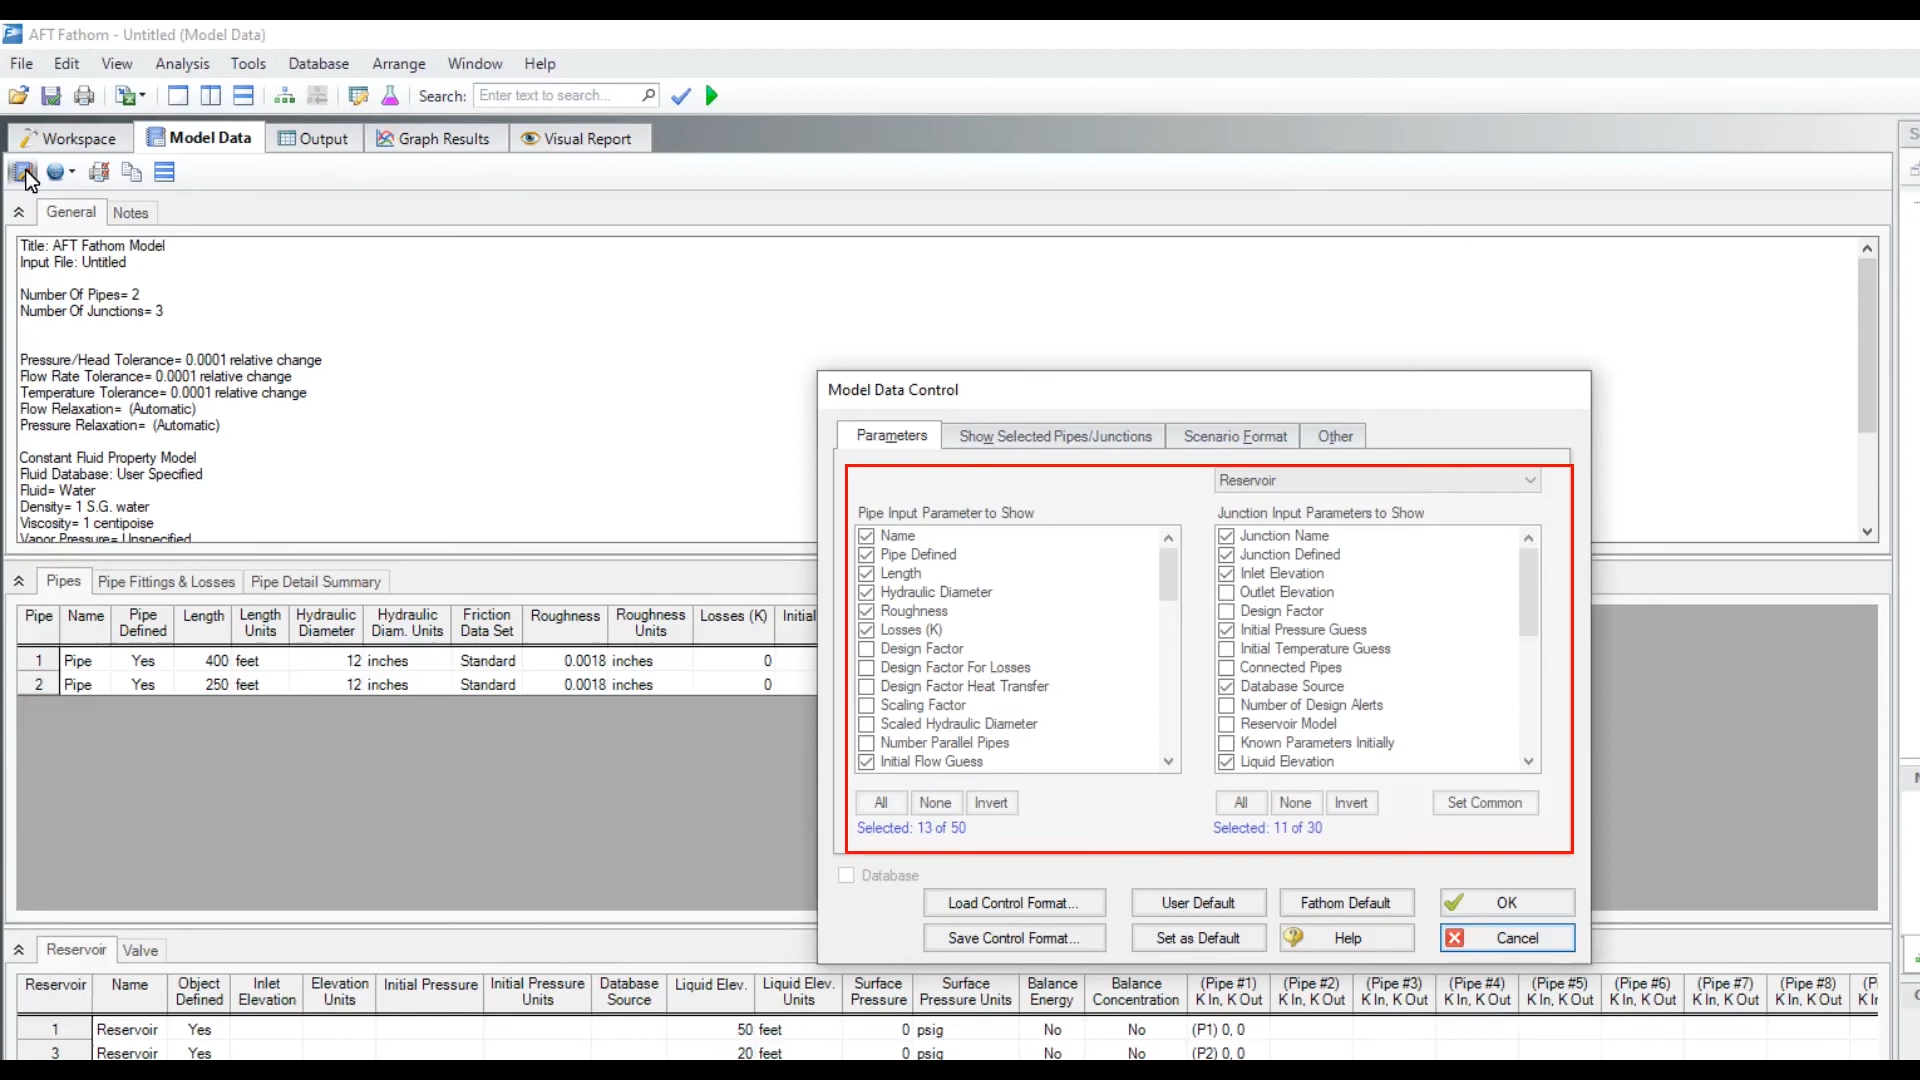 AFT Fathom - Untitled (Model Data)
File Edit View Analysis Tools Database Arrange Window Help
Search: Enter text to search...
Workspace Model Data Output Graph Results Visual Report
General Notes
Title: AFT Fathom Model
Input File: Untitled
Number Of Pipes= 2
Number Of Junctions= 3
Pressure/Head Tolerance= 0.0001 relative change
Flow Rate Tolerance= 0.0001 relative change
Temperature Tolerance= 0.0001 relative change
Flow Relaxation= (Automatic)
Pressure Relaxation= (Automatic)
Constant Fluid Property Model
Fluid Database: User Specified
Fluid= Water
Density= 1 S.G. water
Viscosity= 1 centipoise
Vapor Pressure= Unspecified
Pipes Pipe Fittings & Losses Pipe Detail Summary
Pipe Name Pipe Defined Length Length Units Hydraulic Diameter Hydraulic Diam. Units Friction Data Set Roughness Roughness Units Losses (K) Initial
1 Pipe Yes 400 feet 12 inches Standard 0.0018 inches 0
2 Pipe Yes 250 feet 12 inches Standard 0.0018 inches 0
Model Data Control
Parameters Show Selected Pipes/Junctions Scenario Format Other
Reservoir
Pipe Input Parameter to Show
Name
Pipe Defined
Length
Hydraulic Diameter
Roughness
Losses (K)
Design Factor
Design Factor For Losses
Design Factor Heat Transfer
Scaling Factor
Scaled Hydraulic Diameter
Number Parallel Pipes
Initial Flow Guess
All None Invert
Selected: 13 of 50
Junction Input Parameters to Show
Junction Name
Junction Defined
Inlet Elevation
Outlet Elevation
Design Factor
Initial Pressure Guess
Initial Temperature Guess
Connected Pipes
Database Source
Number of Design Alerts
Reservoir Model
Known Parameters Initially
Liquid Elevation
All None Invert Set Common
Selected: 11 of 30
Database
Load Control Format... User Default Fathom Default OK
Save Control Format... Set as Default Help Cancel
Reservoir Valve
Reservoir Name Object Defined Inlet Elevation Elevation Units Initial Pressure Initial Pressure Units Database Source Liquid Elev. Liquid Elev. Units Surface Pressure Surface Pressure Units Balance Energy Balance Concentration (Pipe #1) K In, K Out (Pipe #2) K In, K Out (Pipe #3) K In, K Out (Pipe #4) K In, K Out (Pipe #5) K In, K Out (Pipe #6) K In, K Out (Pipe #7) K In, K Out (Pipe #8) K In, K Out
1 Reservoir Yes 50 feet 0 psig No No (P1) 0, 0
3 Reservoir Yes 20 feet 0 psig No No (P2) 0, 0